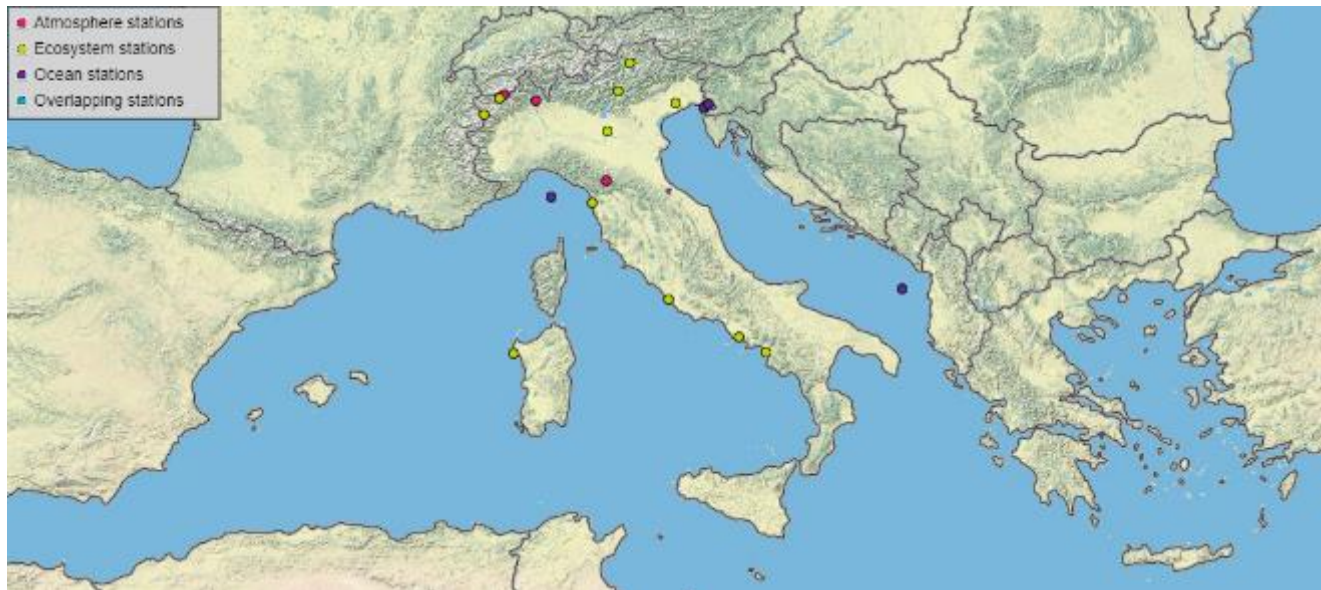 Atmosphere stations
Ecosystem stations
Ocean stations
Overlapping stations